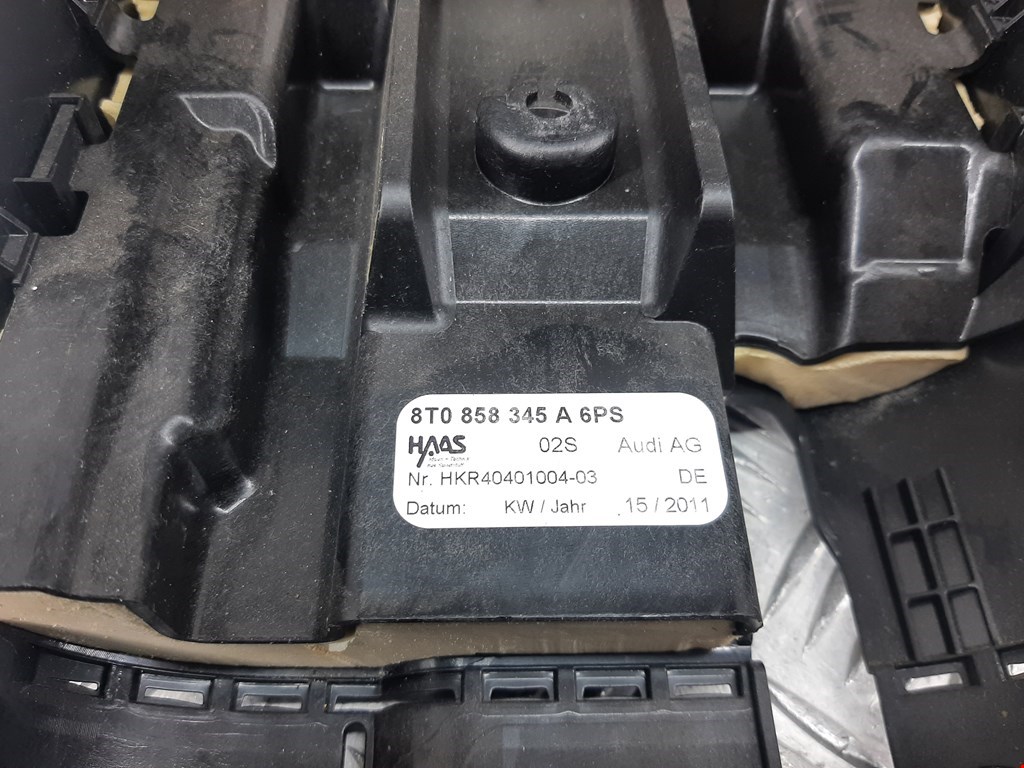 8T0 858 345 A 6PS
HAAS 02S Audi AG
Nr. HKR40401004-03 DE
Datum: KW / Jahr 15 / 2011